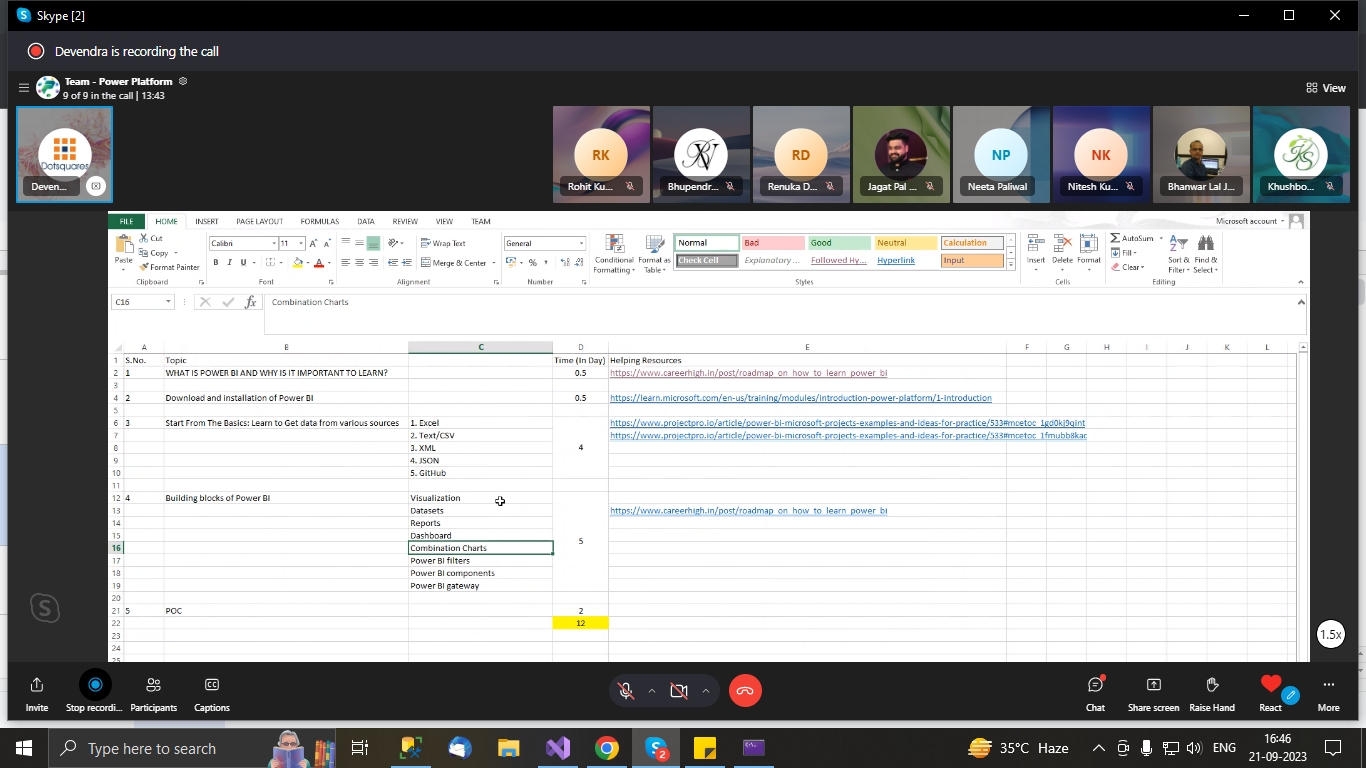 Skype [2]
Devendra is recording the call
Team - Power Platform
9 of 9 in the call | 13:43
View
Dotsquares
Deven...
RK
Rohit Ku...
Bhupendr...
RD
Renuka D...
Jagat Pal ...
NP
Neeta Paliwal
NK
Nitesh Ku...
Bhanwar Lal J...
Khushbo...
FILE HOME INSERT PAGE LAYOUT FORMULAS DATA REVIEW VIEW TEAM Microsoft account
Paste
Cut
Copy
Format Painter
Clipboard
Calibri 11
B I U
Font
Wrap Text
Merge & Center
Alignment
General
Number
Conditional Formatting
Format as Table
Normal Bad Good Neutral Calculation
Check Cell Explanatory ... Followed Hy... Hyperlink Input
Styles
Insert Delete Format
Cells
AutoSum
Fill
Clear
Sort & Filter
Find & Select
Editing
C16 fx Combination Charts
A B C D E F G H I J K L
1 S.No. Topic Time (In Day) Helping Resources
2 1 WHAT IS POWER BI AND WHY IS IT IMPORTANT TO LEARN? 0.5 https://www.careerhigh.in/post/roadmap_on_how_to_learn_power_bi
3
4 2 Download and installation of Power BI 0.5 https://learn.microsoft.com/en-us/training/modules/introduction-power-platform/1-introduction
5
6 3 Start From The Basics: Learn to Get data from various sources 1. Excel https://www.projectpro.io/article/power-bi-microsoft-projects-examples-and-ideas-for-practice/533#mcetoc_1gd0kj9qint
7 2. Text/CSV https://www.projectpro.io/article/power-bi-microsoft-projects-examples-and-ideas-for-practice/533#mcetoc_1fmubb8kac
8 3. XML 4
9 4. JSON
10 5. GitHub
11
12 4 Building blocks of Power BI Visualization
13 Datasets https://www.careerhigh.in/post/roadmap_on_how_to_learn_power_bi
14 Reports
15 Dashboard 5
16 Combination Charts
17 Power BI filters
18 Power BI components
19 Power BI gateway
20
21 5 POC 2
22 12
23
24
25
1.5x
Invite
Stop recordi...
Participants
Captions
Chat
Share screen
Raise Hand
React
More
Type here to search
2
35°C Haze
ENG
16:46
21-09-2023